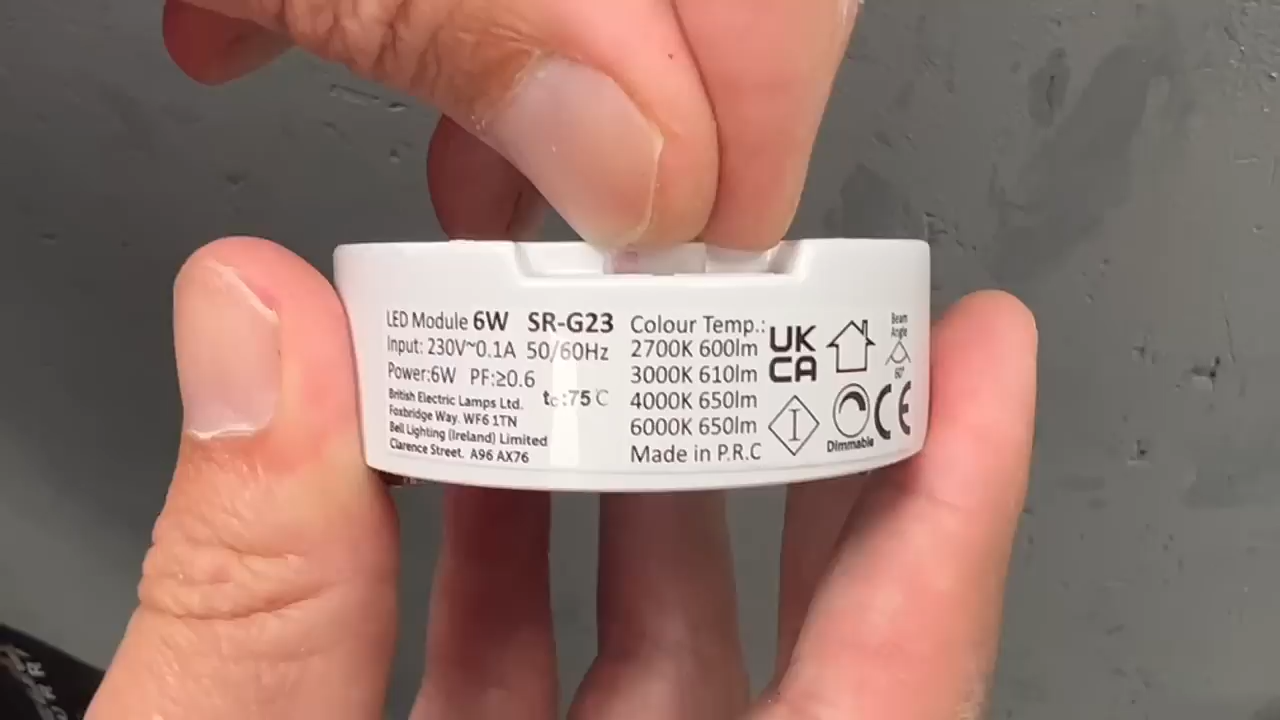 LED Module 6W SR-G23
Input: 230V~0.1A 50/60Hz
Power:6W PF:≥0.6
tc:75℃
British Electric Lamps Ltd.
Foxbridge Way. WF6 1TN
Bell Lighting (Ireland) Limited
Clarence Street. A96 AX76
Colour Temp.:
2700K 600lm
3000K 610lm
4000K 650lm
6000K 650lm
Made in P.R.C
UK
CA
I
Beam
Angle
60°
Dimmable
CE